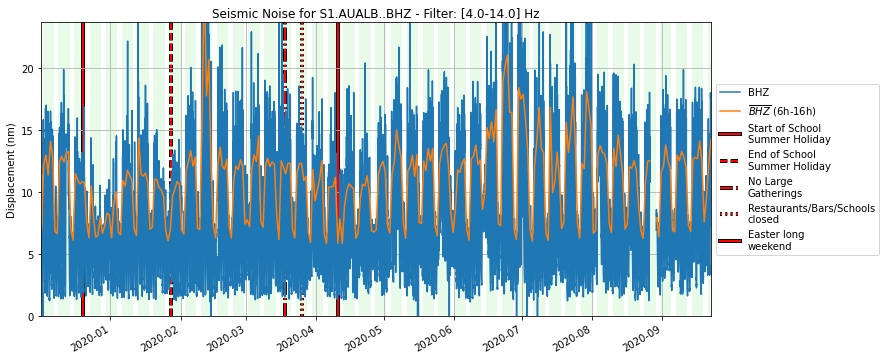 Seismic Noise for S1.AUALB..BHZ - Filter: [4.0-14.0] Hz
Displacement (nm)
20
15
10
5
0
2020-01
2020-02
2020-03
2020-04
2020-05
2020-06
2020-07
2020-08
2020-09
BHZ
BHZ (6h-16h)
Start of School
Summer Holiday
End of School
Summer Holiday
No Large
Gatherings
Restaurants/Bars/Schools
closed
Easter long
weekend